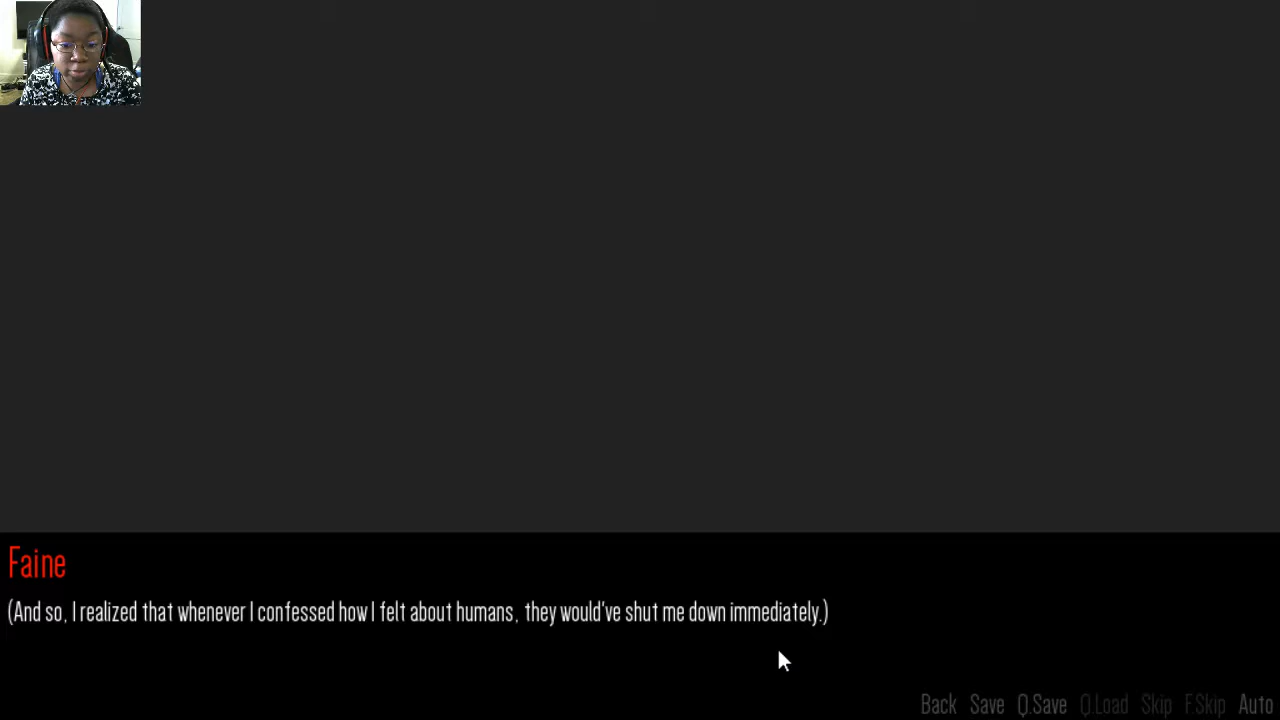 Faine
(And so, I realized that whenever I confessed how I felt about humans, they would've shut me down immediately.)
Back Save Q.Save Q.Load Skip F.Skip Auto